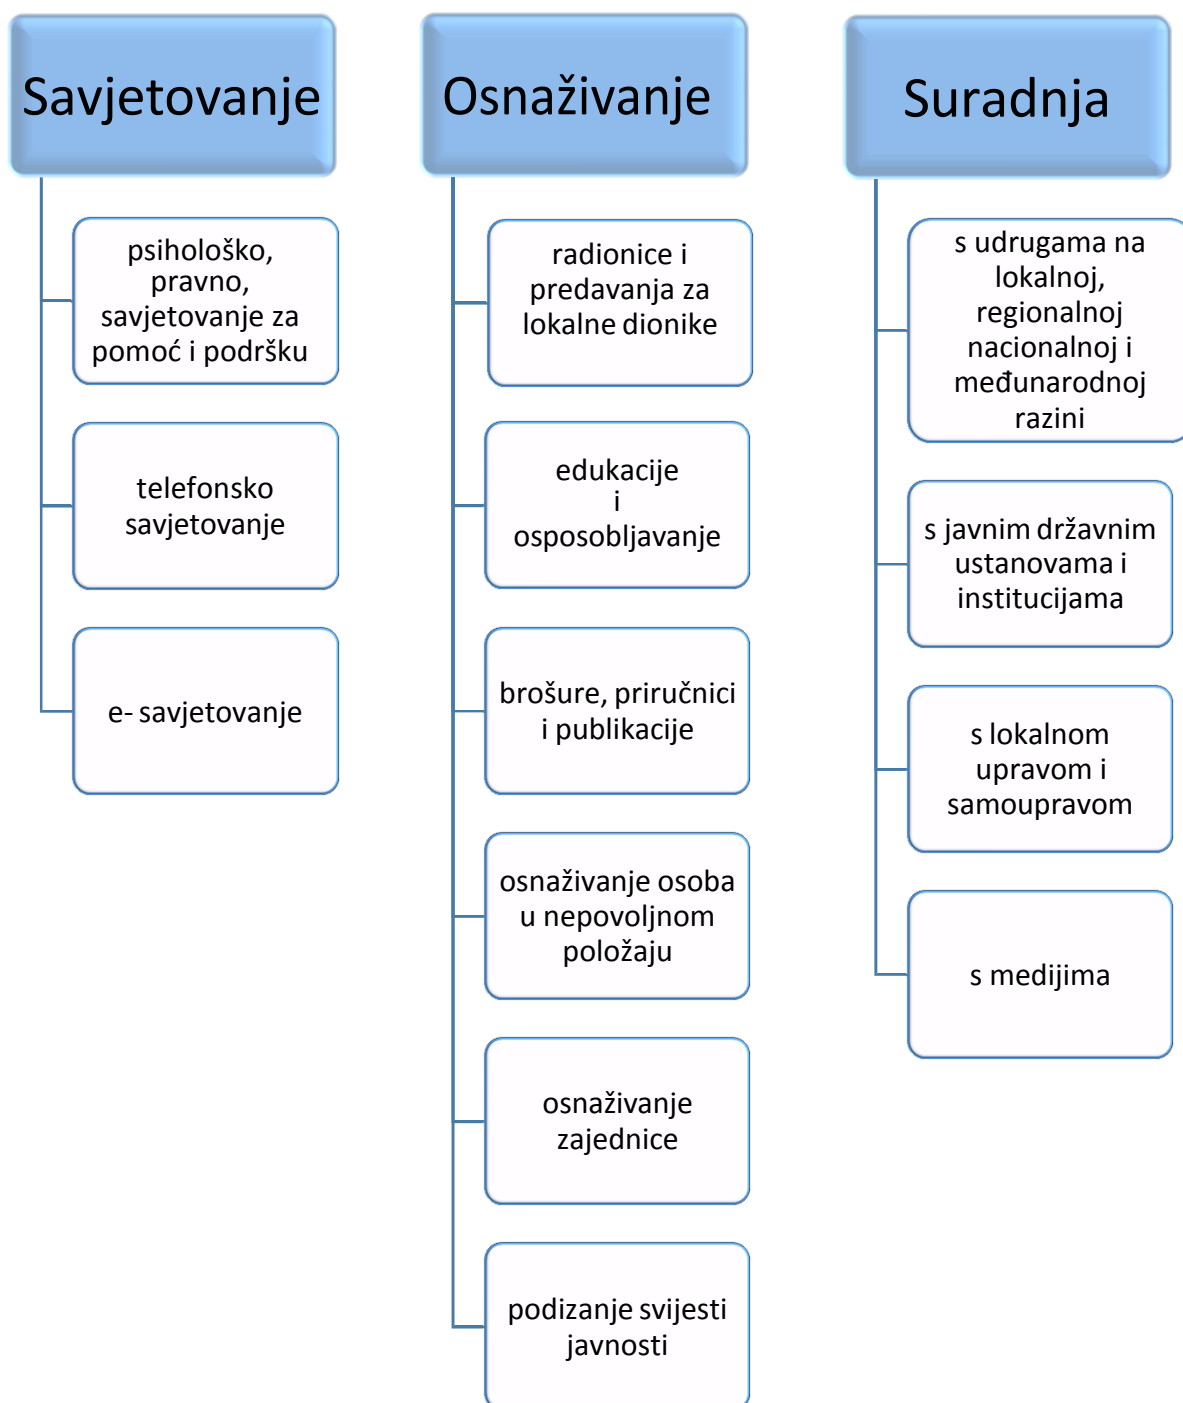 Savjetovanje
psihološko,
pravno,
savjetovanje za
pomoć i podršku
telefonsko
savjetovanje
e- savjetovanje
Osnaživanje
radionice i
predavanja za
lokalne dionike
edukacije
i
osposobljavanje
brošure, priručnici
i publikacije
osnaživanje osoba
u nepovoljnom
položaju
osnaživanje
zajednice
podizanje svijesti
javnosti
Suradnja
s udrugama na
lokalnoj,
regionalnoj
nacionalnoj i
međunarodnoj
razini
s javnim državnim
ustanovama i
institucijama
s lokalnom
upravom i
samoupravom
s medijima